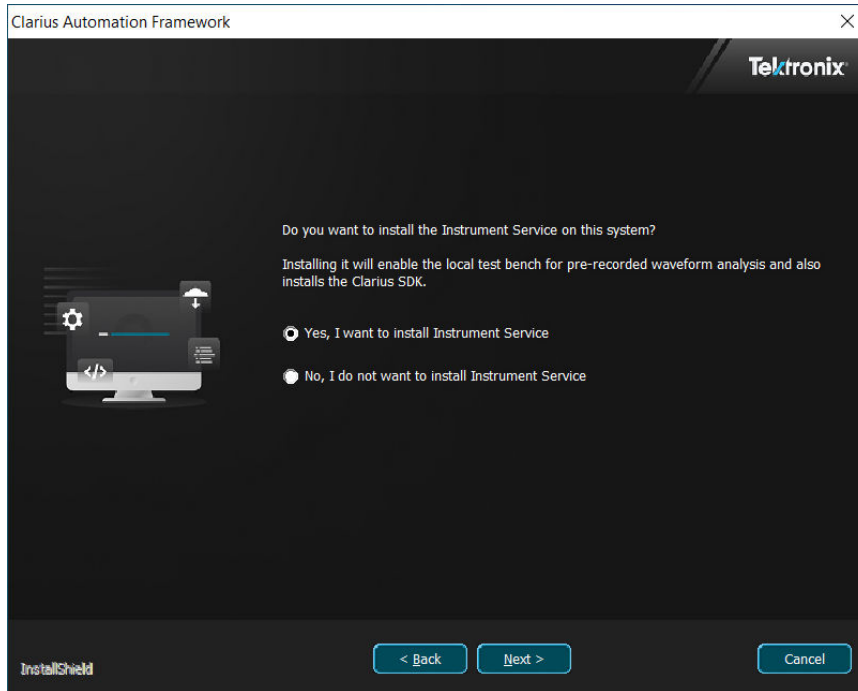 Clarius Automation Framework
Tektronix
Do you want to install the Instrument Service on this system?
Installing it will enable the local test bench for pre-recorded waveform analysis and also
installs the Clarius SDK.
Yes, I want to install Instrument Service
</>
No, I do not want to install Instrument Service
InstallShield
< Back
Next >
Cancel